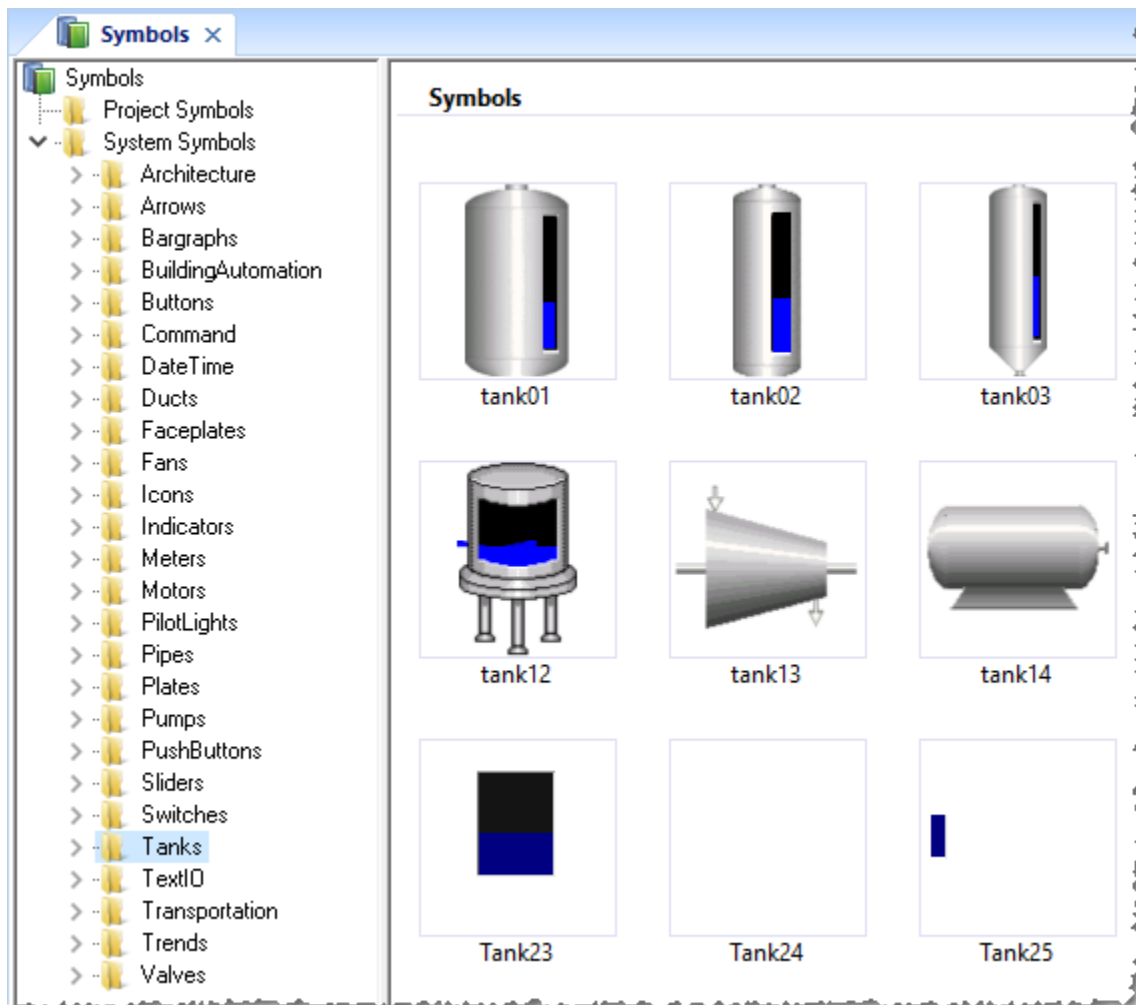 Symbols
Symbols
Project Symbols
System Symbols
Architecture
Arrows
Bargraphs
BuildingAutomation
Buttons
Command
DateTime
Ducts
Faceplates
Fans
Icons
Indicators
Meters
Motors
PilotLights
Pipes
Plates
Pumps
PushButtons
Sliders
Switches
Tanks
TextIO
Transportation
Trends
Valves
Symbols
tank01 tank02 tank03
tank12 tank13 tank14
Tank23 Tank24 Tank25